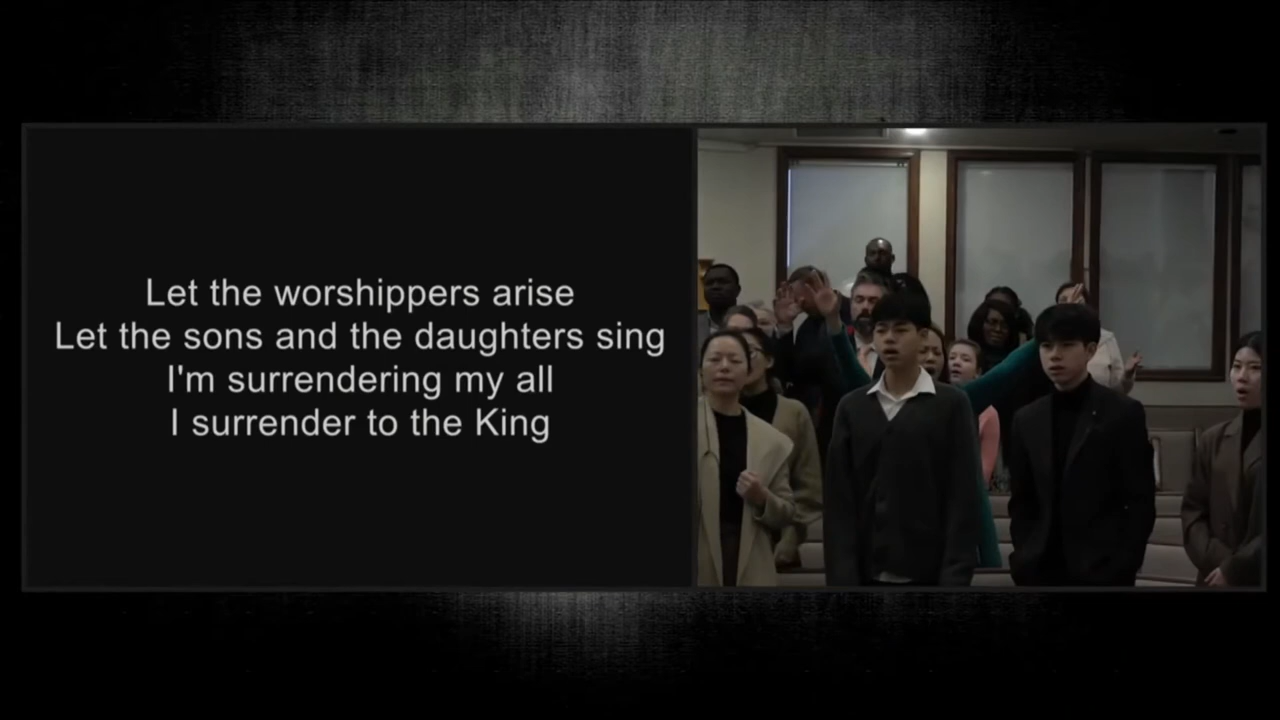 Let the worshippers arise
Let the sons and the daughters sing
I'm surrendering my all
I surrender to the King